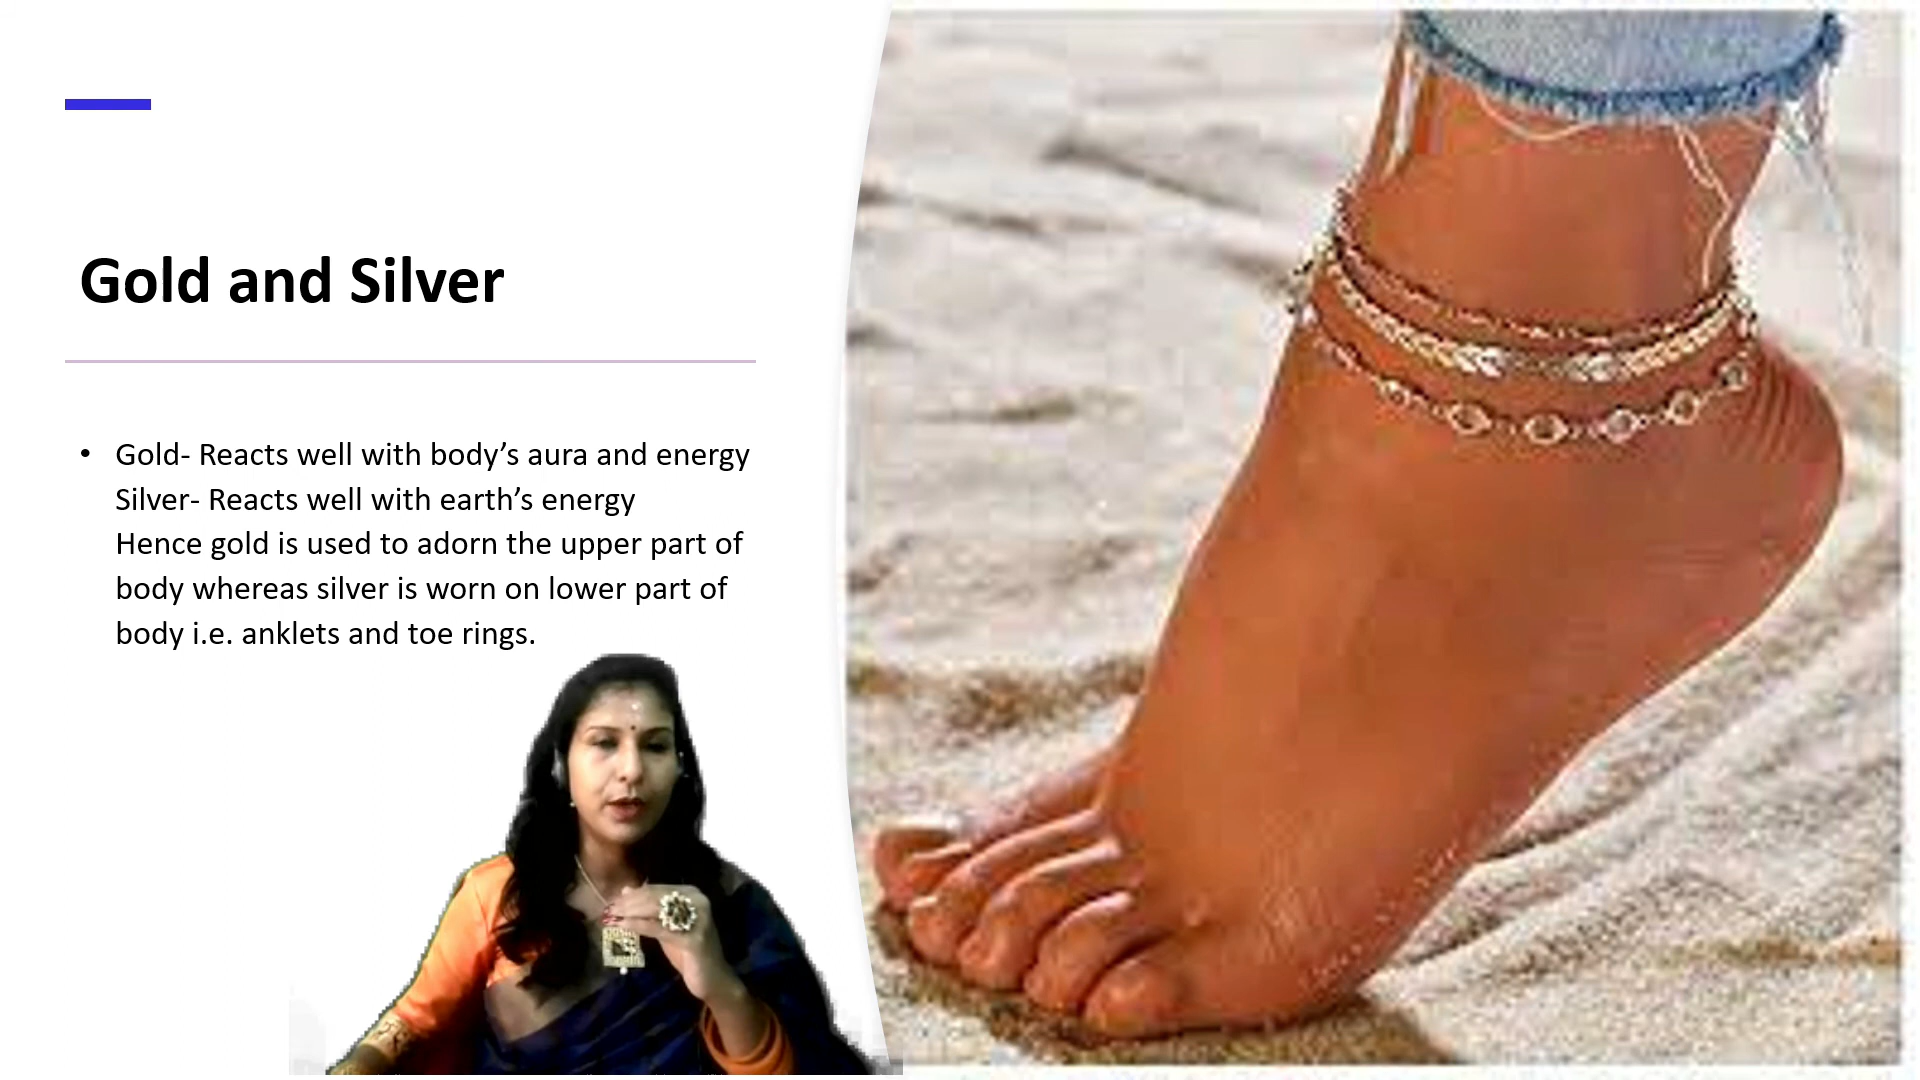 Gold and Silver
• Gold- Reacts well with body’s aura and energy
Silver- Reacts well with earth’s energy
Hence gold is used to adorn the upper part of
body whereas silver is worn on lower part of
body i.e. anklets and toe rings.